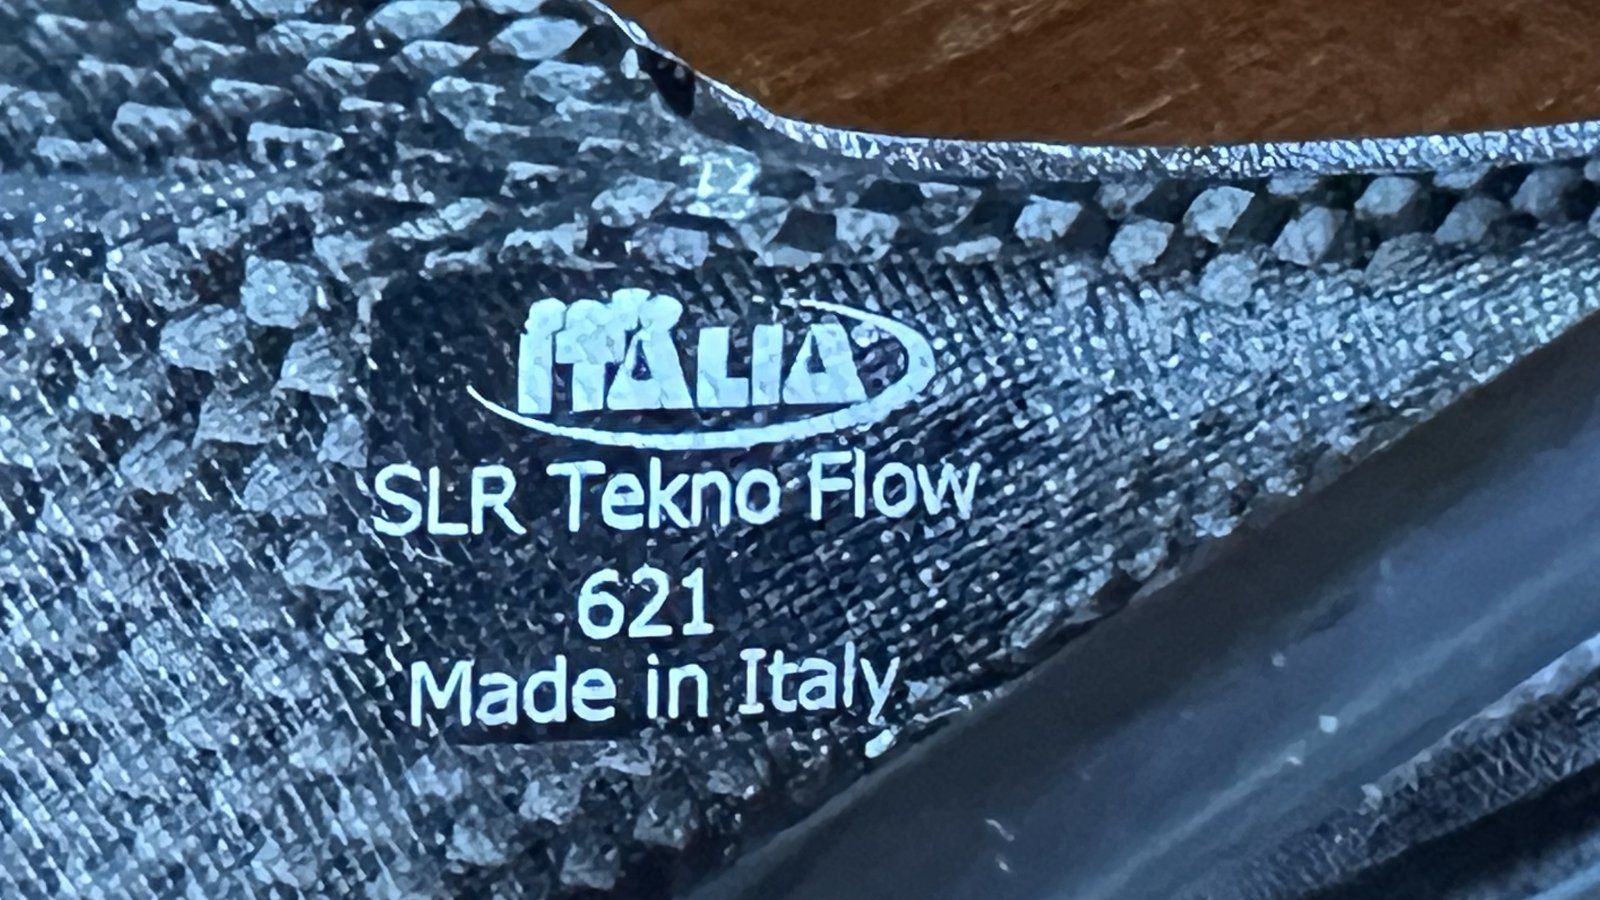 ITALIA
SLR Tekno Flow
621
Made in Italy